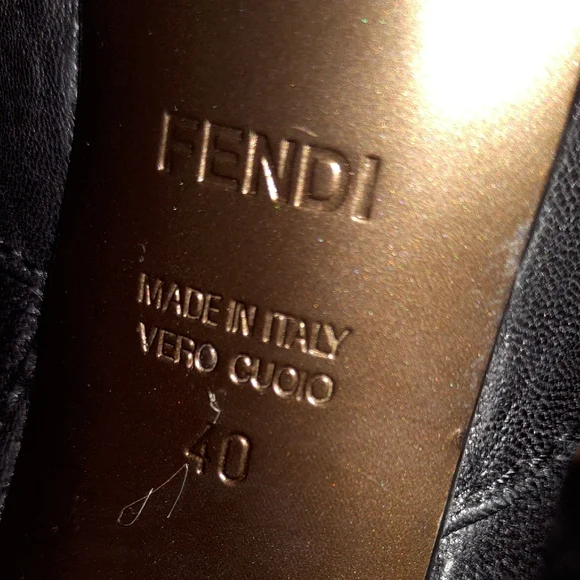 FENDI
MADE IN ITALY
VERO CUOIO
40